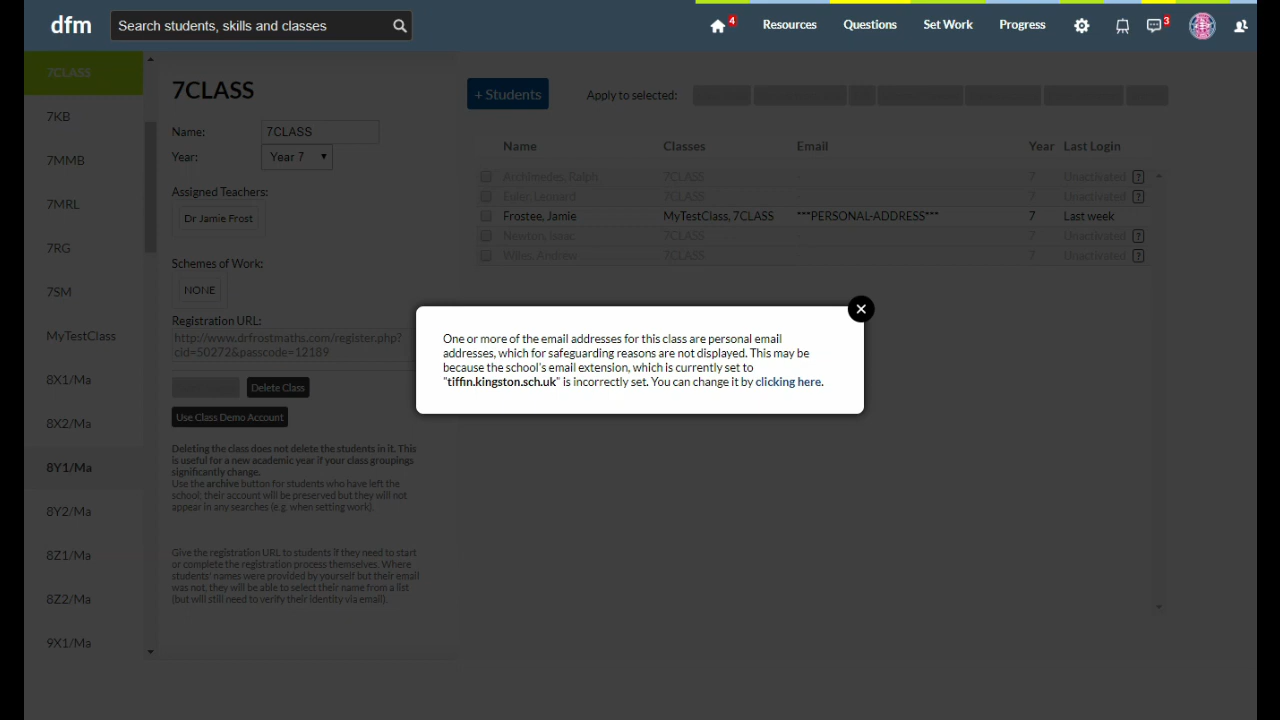 dfm
Search students, skills and classes
4
Resources
Questions
Set Work
Progress
3
7CLASS
7KB
7MMB
7MRL
7RG
7SM
MyTestClass
8X1/Ma
8X2/Ma
8Y1/Ma
8Y2/Ma
8Z1/Ma
8Z2/Ma
9X1/Ma
7CLASS
Name: 7CLASS
Year: Year 7
Assigned Teachers:
Dr Jamie Frost
Schemes of Work:
NONE
Registration URL:
http://www.drfrostmaths.com/register.php?
cid=50272&passcode=12189
Delete Class
Use Class Demo Account
Deleting the class does not delete the students in it. This
is useful for a new academic year if your class groupings
significantly change.
Use the archive button for students who have left the
school; their account will be preserved but they will not
appear in any searches (e.g. when setting work).
Give the registration URL to students if they need to start
or complete the registration process themselves. Where
students' names were provided by yourself but their email
was not, they will be able to select their name from a list
(but will still need to verify their identity via email).
+ Students
Apply to selected:
Name Classes Email Year Last Login
Archimedes, Ralph 7CLASS - 7 Unactivated ?
Euler, Leonard 7CLASS - 7 Unactivated ?
Frostee, Jamie MyTestClass, 7CLASS ***PERSONAL-ADDRESS*** 7 Last week
Newton, Isaac 7CLASS - 7 Unactivated ?
Wiles, Andrew 7CLASS - 7 Unactivated ?
One or more of the email addresses for this class are personal email
addresses, which for safeguarding reasons are not displayed. This may be
because the school's email extension, which is currently set to
"tiffin.kingston.sch.uk" is incorrectly set. You can change it by clicking here.